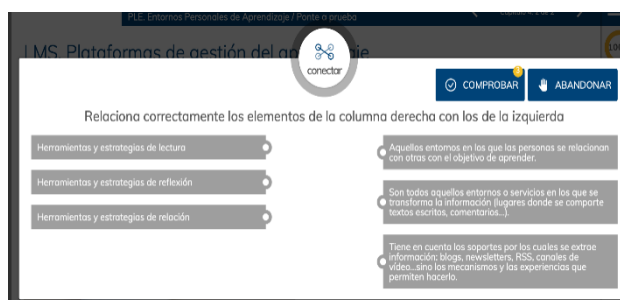 PLE. Entornos Personales de Aprendizaje / Ponte a prueba
LMS. Plataformas de gestión del
conectar
COMPROBAR
ABANDONAR
Relaciona correctamente los elementos de la columna derecha con los de la izquierda
Herramientas y estrategias de lectura
Herramientas y estrategias de reflexión
Herramientas y estrategias de relación
Aquellos entornos en los que las personas se relacionan
con otras con el objetivo de aprender.
Son todos aquellos entornos o servicios en los que se
transforma la información (lugares donde se comparte
textos escritos, comentarios...).
Tiene en cuenta los soportes por los cuales se extrae
información: blogs, newsletters, RSS, canales de
vídeo...sino los mecanismos y las experiencias que
permiten hacerlo.